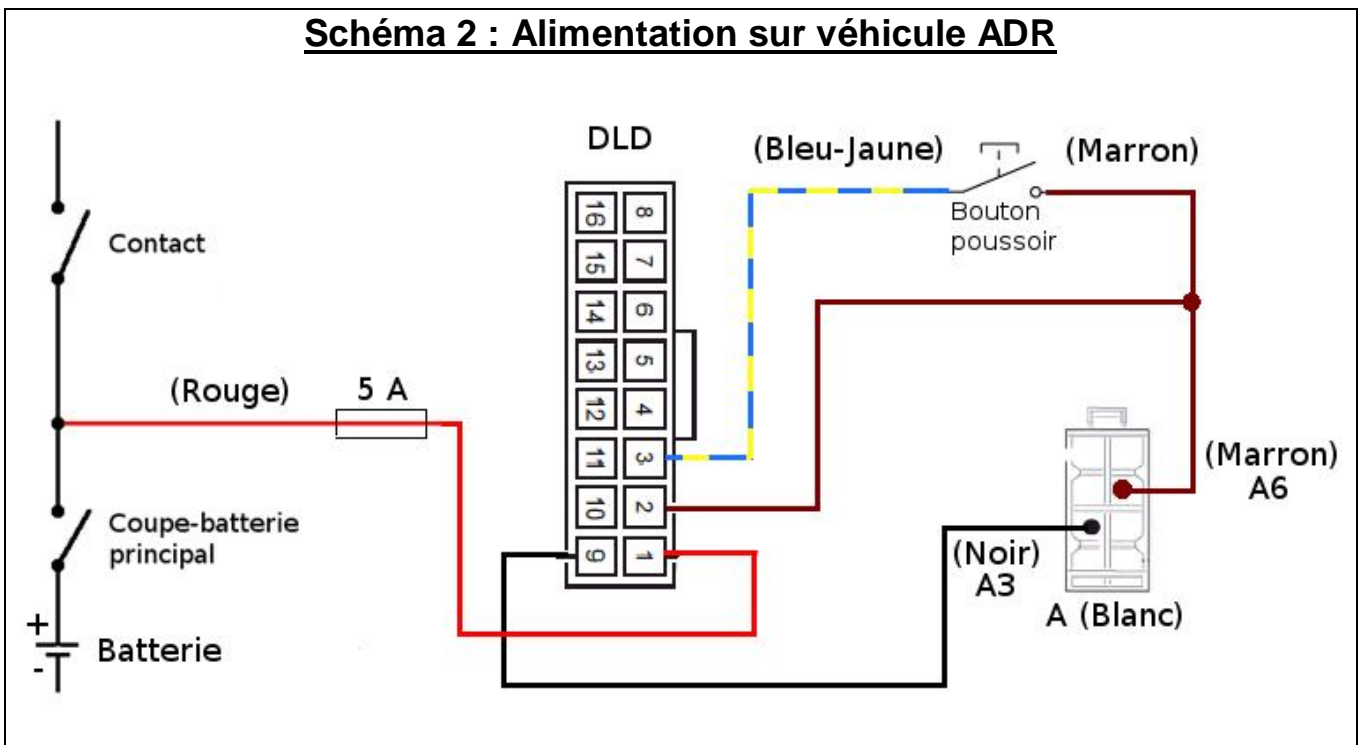 Schéma 2 : Alimentation sur véhicule ADR
DLD
(Bleu-Jaune)
(Marron)
Bouton
poussoir
Contact
16 8
15 7
14 6
13 5
12 4
11 3
10 2
9 1
(Rouge)
5 A
(Marron)
A6
Coupe-batterie
principal
(Noir)
A3
A (Blanc)
+
-
Batterie